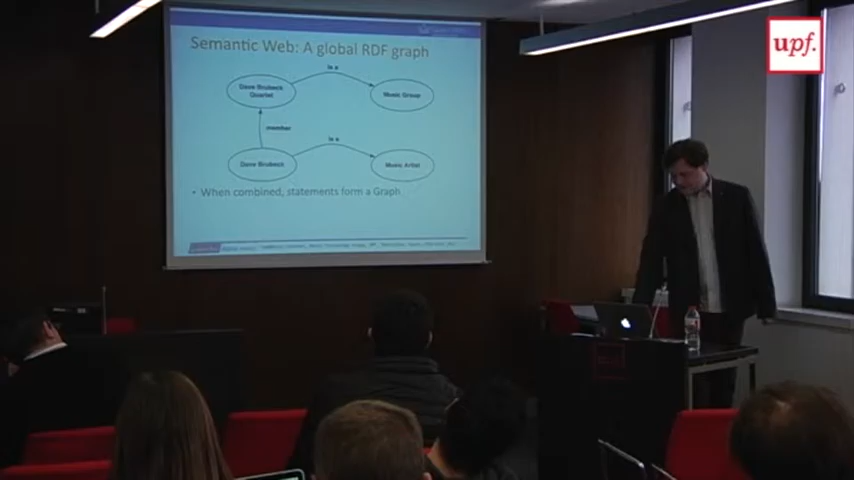 Semantic Web: A global RDF graph
is a
Dave Brubeck
Quartet
Music Group
member
is a
Dave Brubeck
Music Artist
• When combined, statements form a Graph
upf.